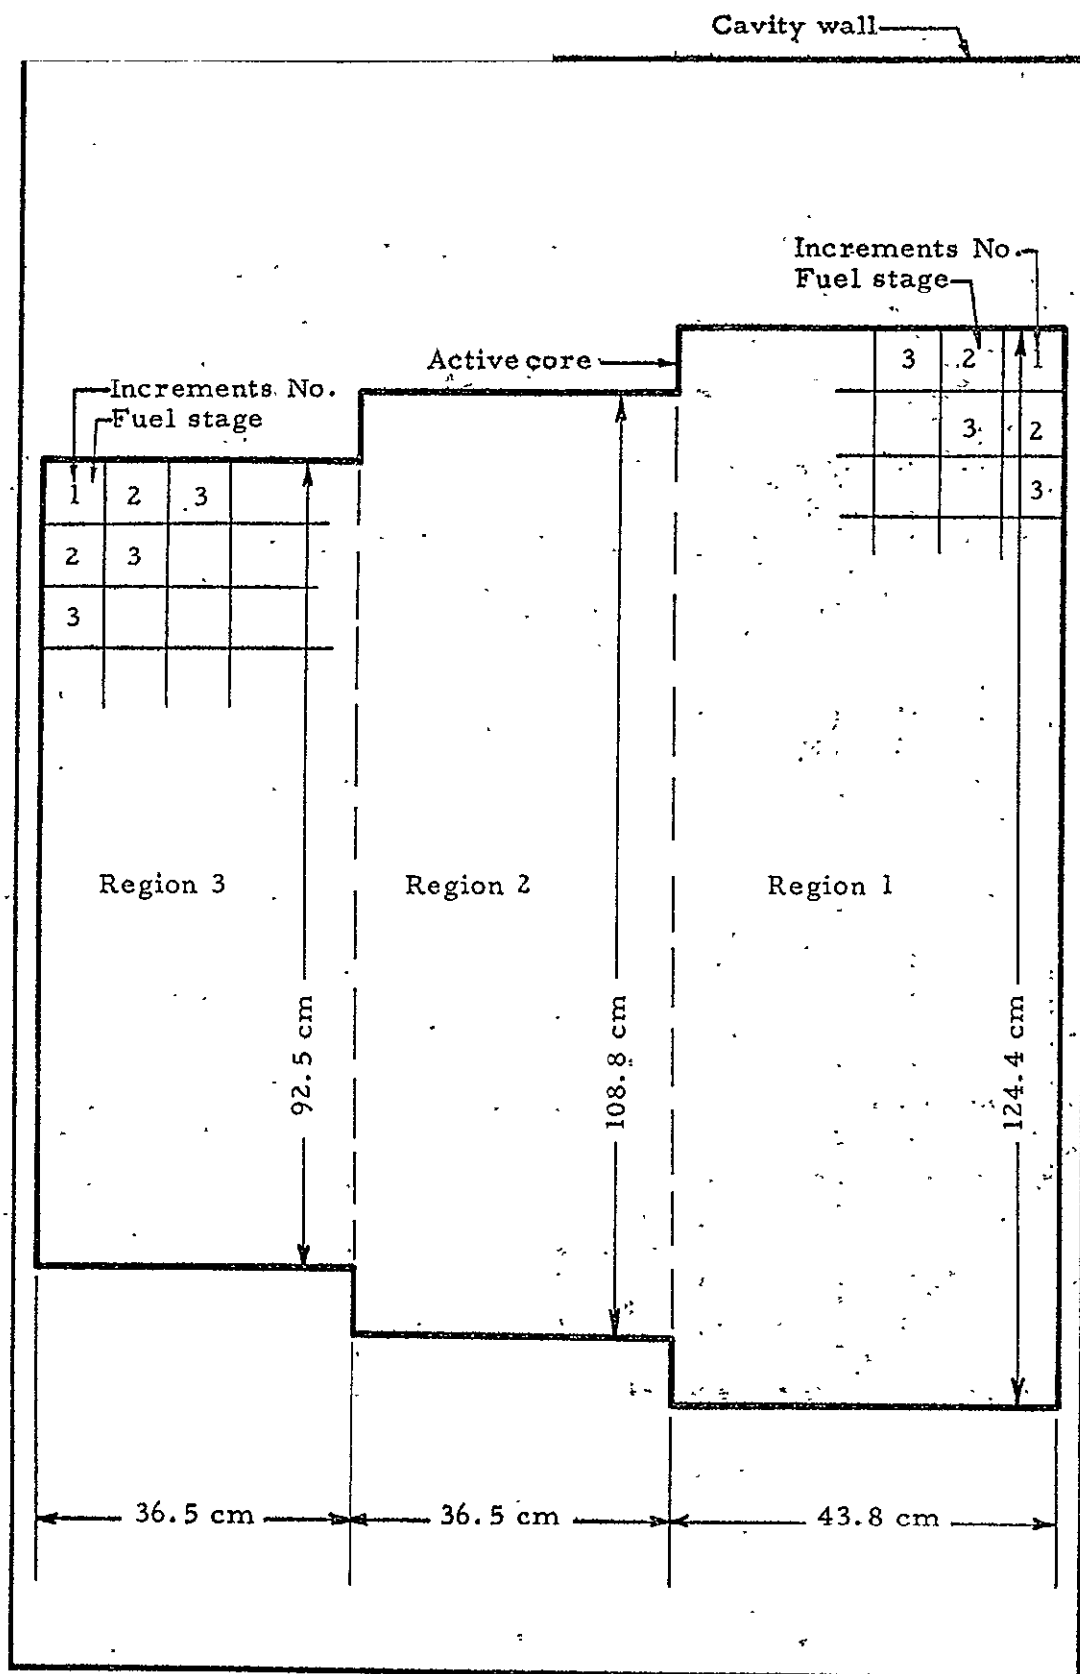 Cavity wall
Increments No.
Fuel stage
Active core
3 2 1
3 2
3
Increments No.
Fuel stage
1 2 3
2 3
3
Region 3 Region 2 Region 1
92.5 cm
108.8 cm
124.4 cm
36.5 cm 36.5 cm 43.8 cm